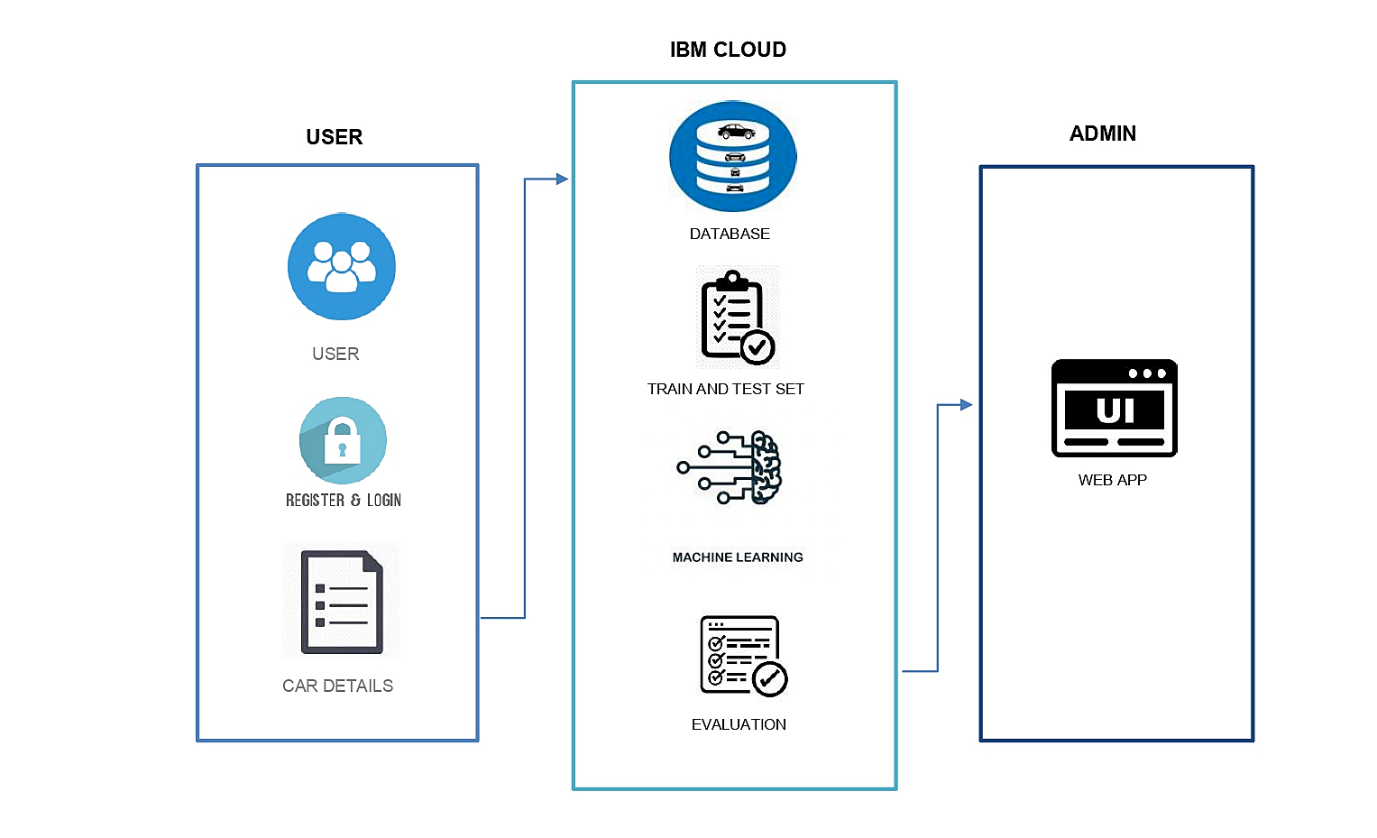 IBM CLOUD
USER
ADMIN
USER
REGISTER & LOGIN
CAR DETAILS
DATABASE
TRAIN AND TEST SET
MACHINE LEARNING
EVALUATION
UI
WEB APP